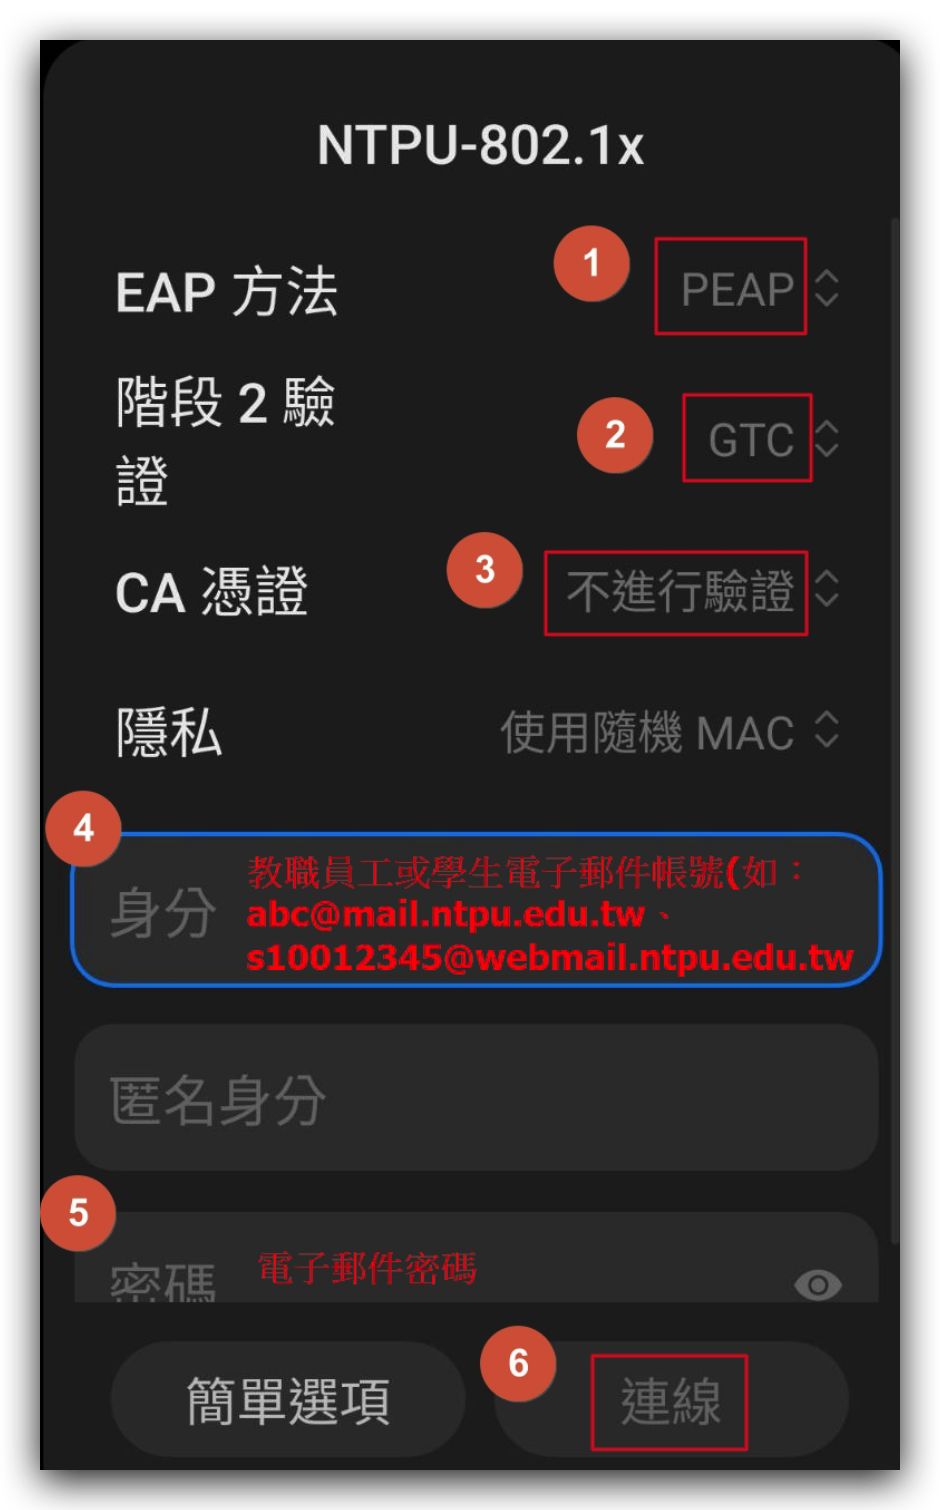 NTPU-802.1x
EAP 方法
1
PEAP
階段 2 驗
證
2
GTC
CA 憑證
3
不進行驗證
隱私
使用隨機 MAC
4
身分
教職員工或學生電子郵件帳號(如：
abc@mail.ntpu.edu.tw、
s10012345@webmail.ntpu.edu.tw
匿名身分
5
密碼
電子郵件密碼
簡單選項
6
連線